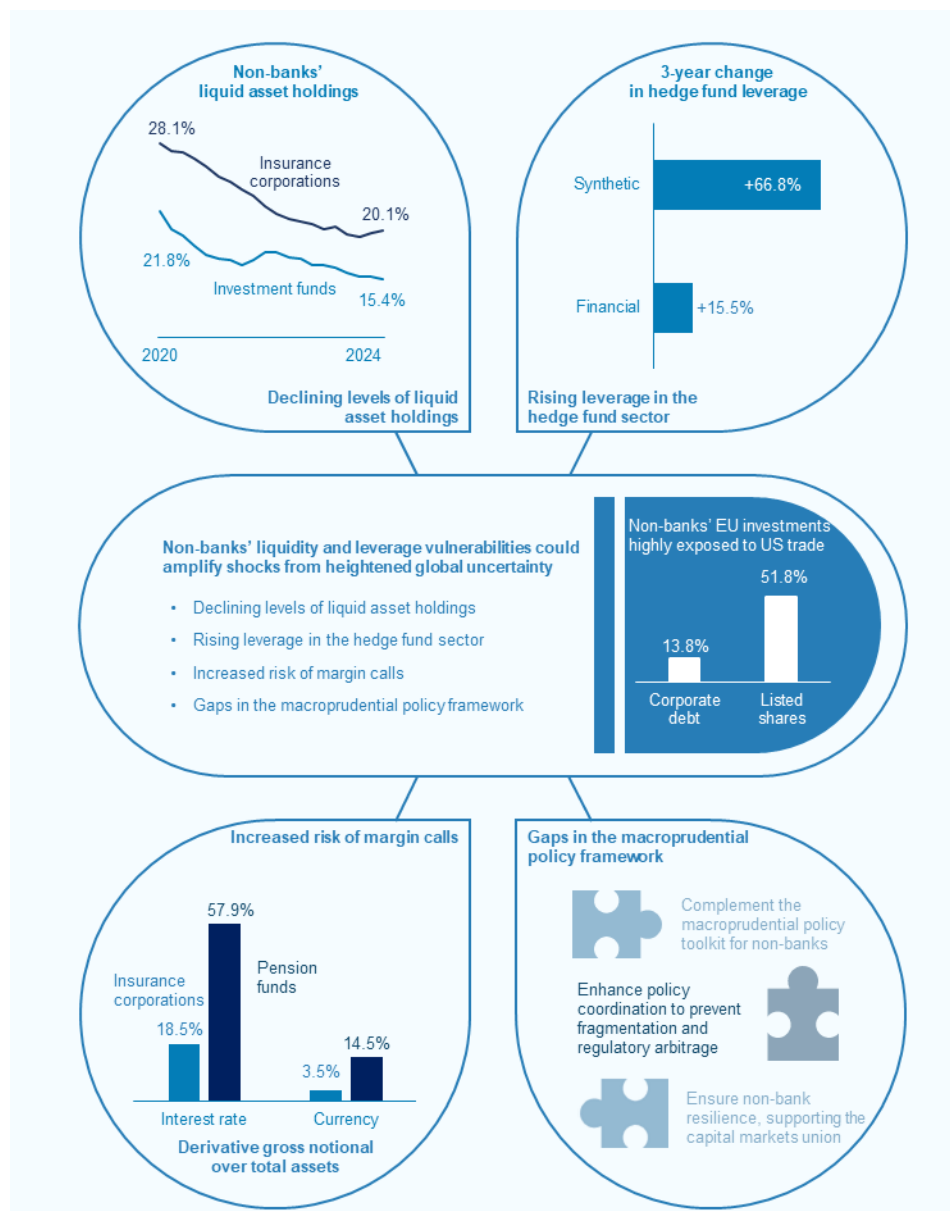 Non-banks'
liquid asset holdings
28.1%
Insurance
corporations
20.1%
21.8%
Investment funds
15.4%
2020
2024
Declining levels of liquid
asset holdings
3-year change
in hedge fund leverage
Synthetic
+66.8%
Financial
+15.5%
Rising leverage in the
hedge fund sector
Non-banks' liquidity and leverage vulnerabilities could
amplify shocks from heightened global uncertainty
• Declining levels of liquid asset holdings
• Rising leverage in the hedge fund sector
• Increased risk of margin calls
• Gaps in the macroprudential policy framework
Non-banks' EU investments
highly exposed to US trade
51.8%
13.8%
Corporate
debt
Listed
shares
Increased risk of margin calls
57.9%
Pension
funds
Insurance
corporations
18.5%
14.5%
3.5%
Interest rate
Currency
Derivative gross notional
over total assets
Gaps in the macroprudential
policy framework
Complement the
macroprudential policy
toolkit for non-banks
Enhance policy
coordination to prevent
fragmentation and
regulatory arbitrage
Ensure non-bank
resilience, supporting the
capital markets union